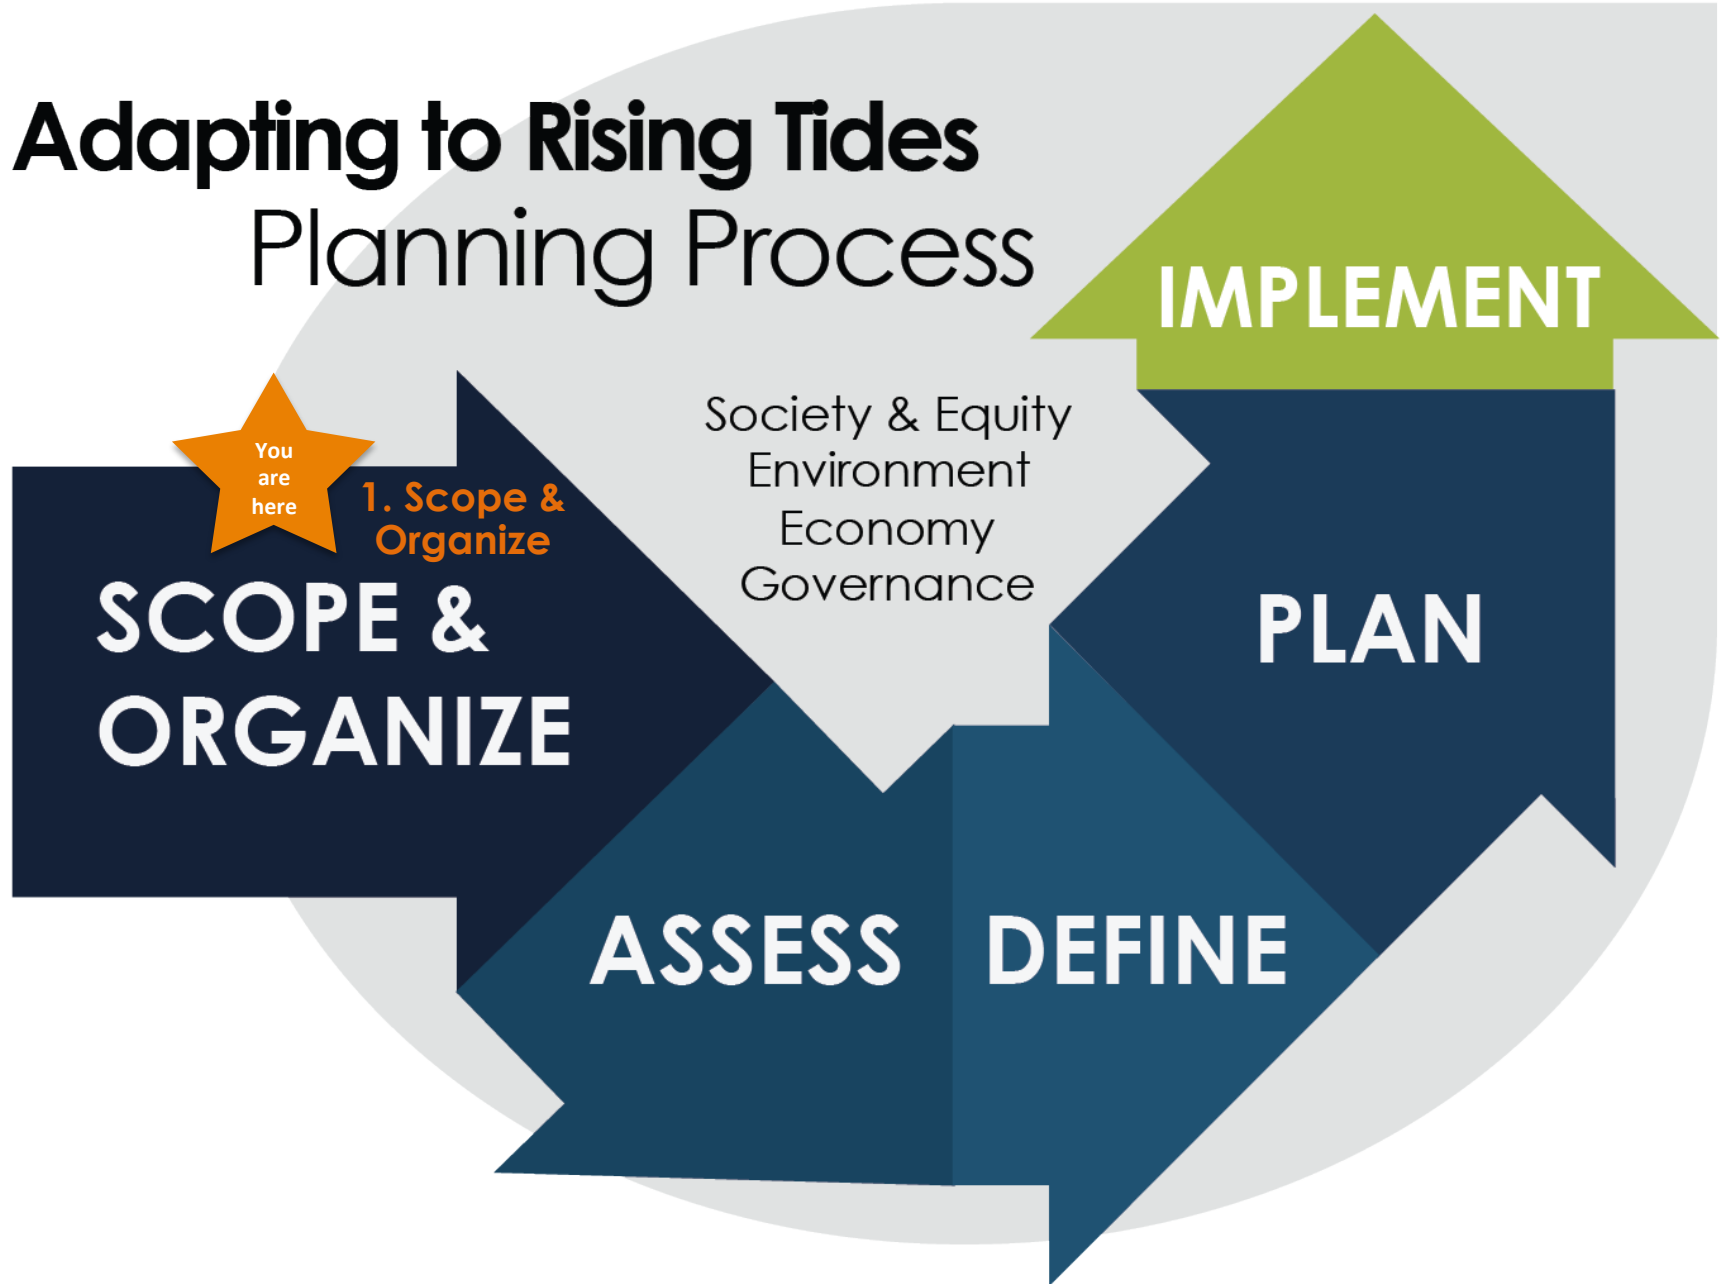 Adapting to Rising Tides
Planning Process
IMPLEMENT
Society & Equity
Environment
Economy
Governance
You
are
here
1. Scope &
Organize
SCOPE &
ORGANIZE
PLAN
ASSESS
DEFINE